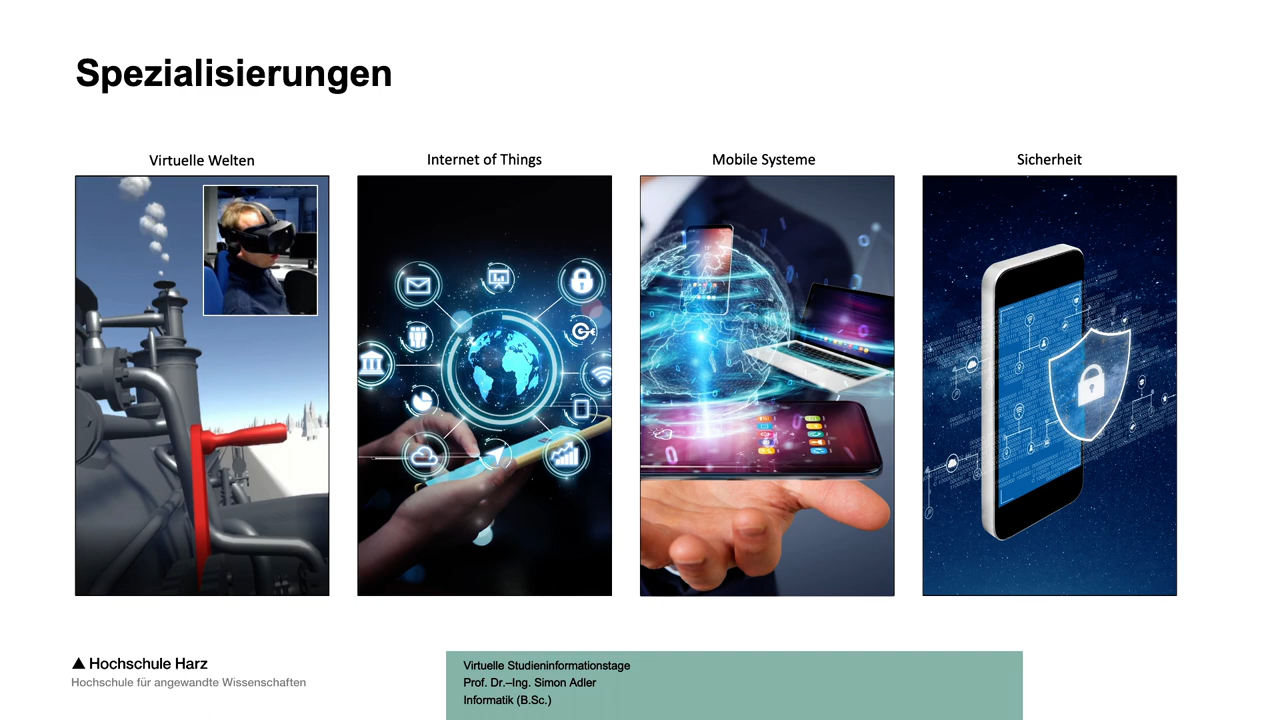 Spezialisierungen
Virtuelle Welten
Internet of Things
Mobile Systeme
Sicherheit
Hochschule Harz
Hochschule für angewandte Wissenschaften
Virtuelle Studieninformationstage
Prof. Dr.–Ing. Simon Adler
Informatik (B.Sc.)